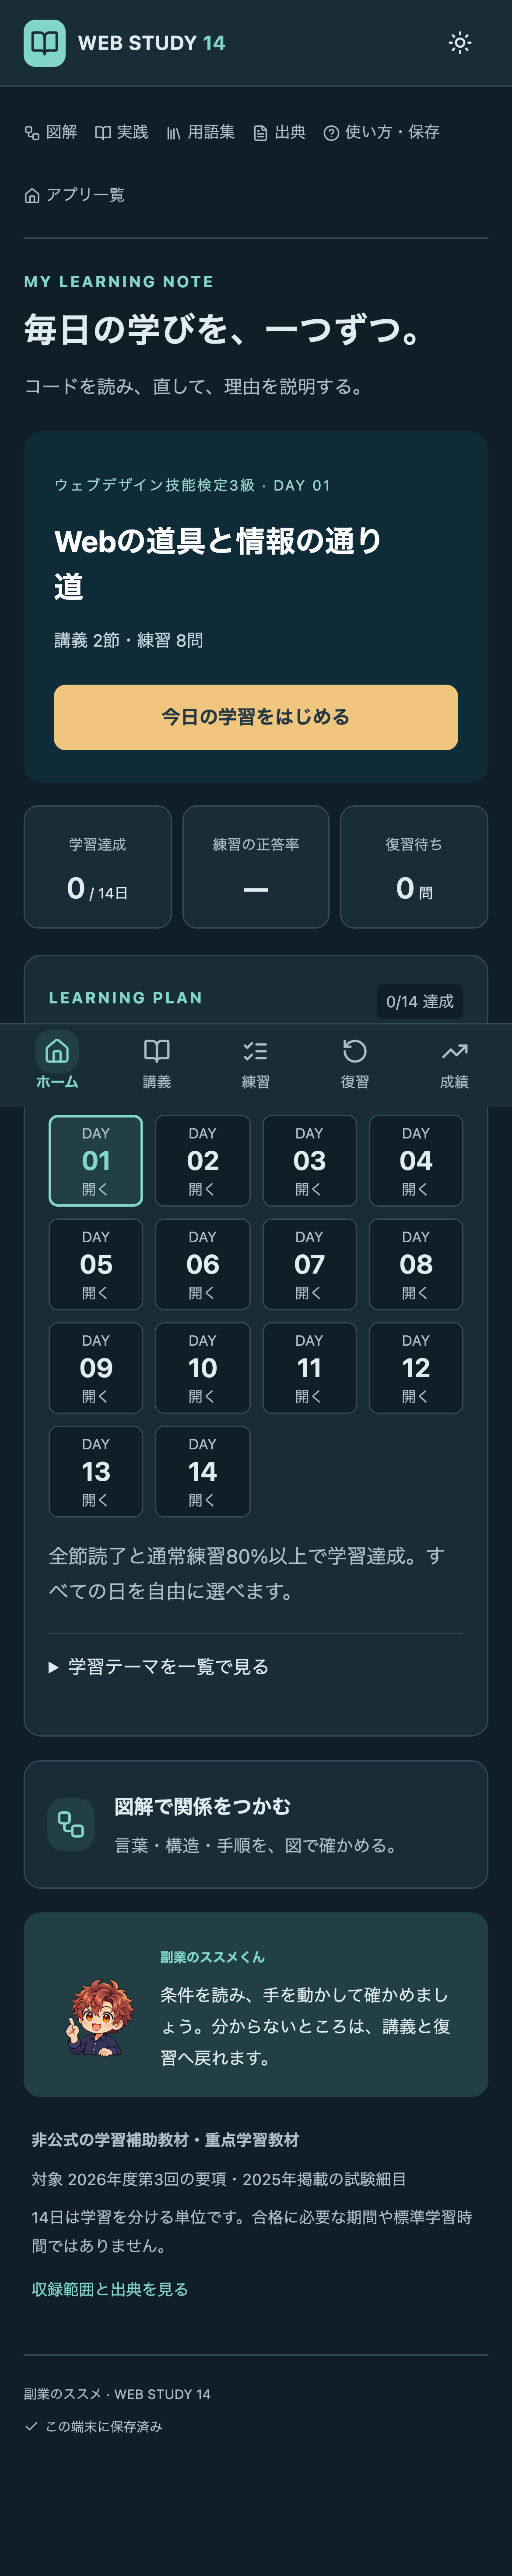 WEB STUDY 14
図解 実践 用語集 出典 使い方・保存
アプリ一覧
MY LEARNING NOTE
毎日の学びを、一つずつ。
コードを読み、直して、理由を説明する。
ウェブデザイン技能検定3級 · DAY 01
Webの道具と情報の通り
道
講義 2節・練習 8問
今日の学習をはじめる
学習達成 練習の正答率 復習待ち
0 / 14日 — 0 問
LEARNING PLAN 0/14 達成
ホーム 講義 練習 復習 成績
DAY DAY DAY DAY
01 02 03 04
開く 開く 開く 開く
DAY DAY DAY DAY
05 06 07 08
開く 開く 開く 開く
DAY DAY DAY DAY
09 10 11 12
開く 開く 開く 開く
DAY DAY
13 14
開く 開く
全節読了と通常練習80%以上で学習達成。す
べての日を自由に選べます。
▶ 学習テーマを一覧で見る
図解で関係をつかむ
言葉・構造・手順を、図で確かめる。
副業のススメくん
条件を読み、手を動かして確かめまし
ょう。分からないところは、講義と復
習へ戻れます。
非公式の学習補助教材・重点学習教材
対象 2026年度第3回の要項・2025年掲載の試験細目
14日は学習を分ける単位です。合格に必要な期間や標準学習時
間ではありません。
収録範囲と出典を見る
副業のススメ · WEB STUDY 14
この端末に保存済み